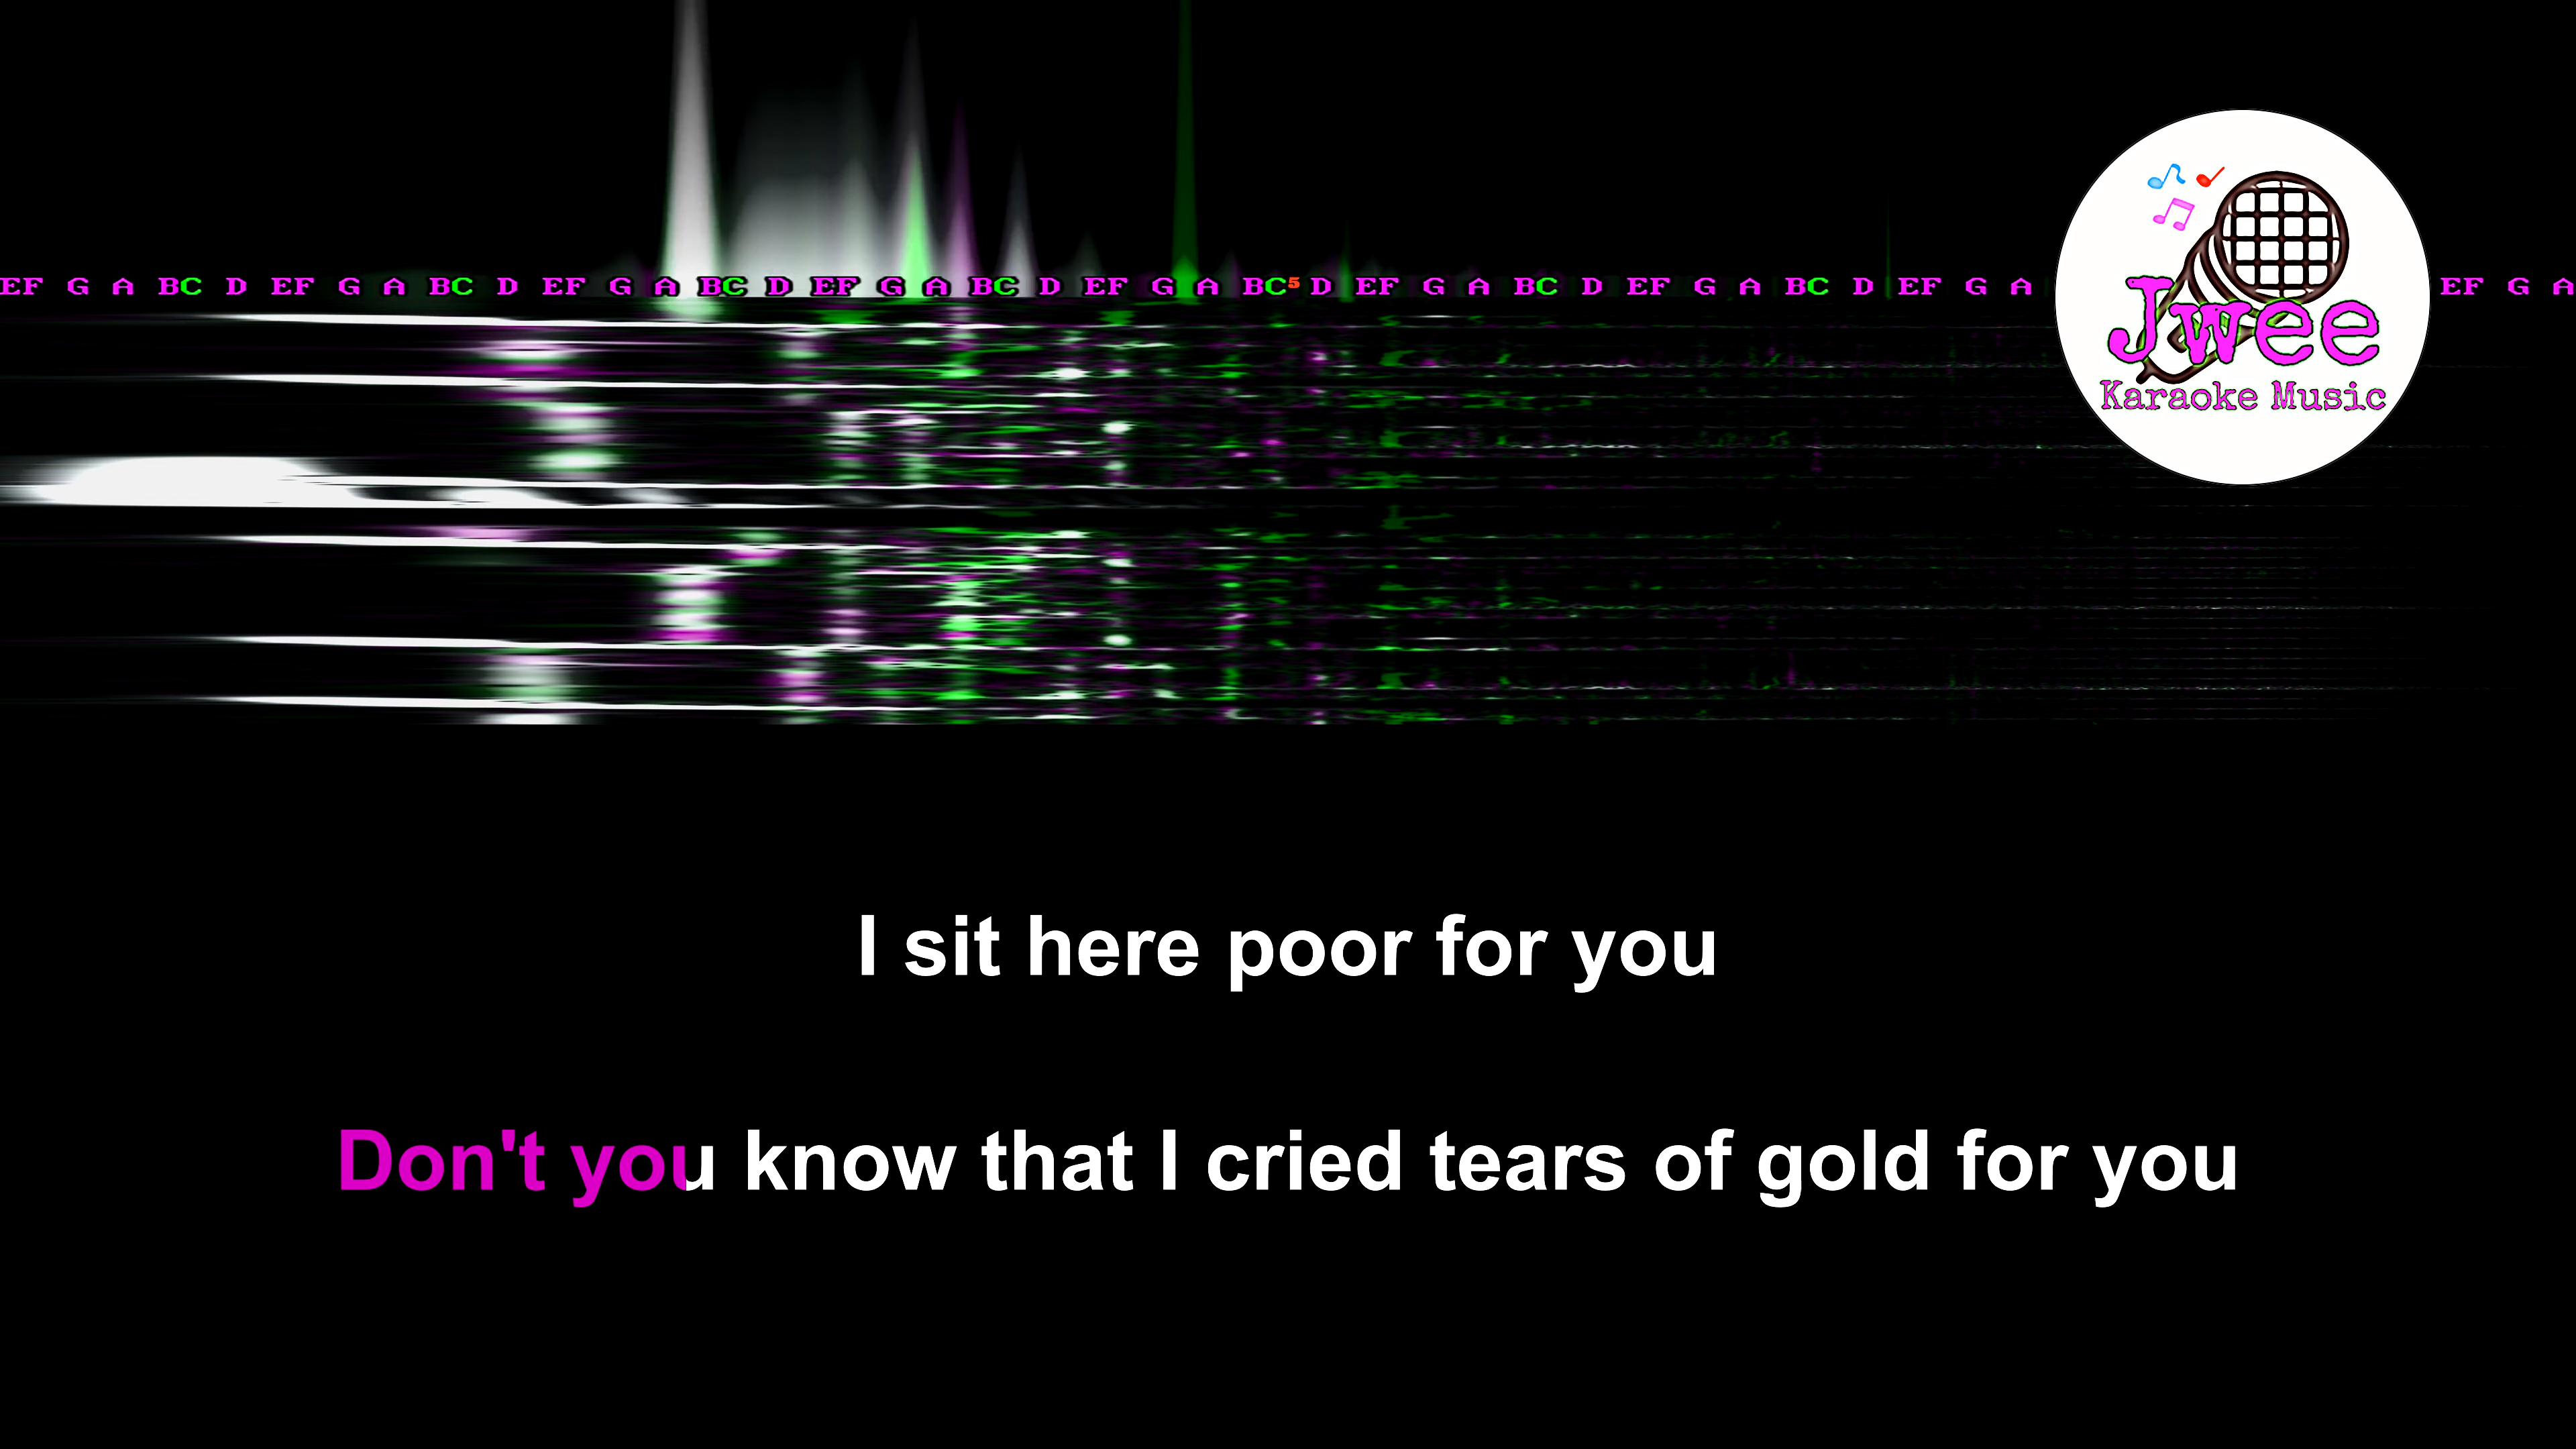 EF G A BC D EF G A BC D EF G A BC D EF G A BC D EF G A BC5 D EF G A BC D EF G A BC D EF G A EF G A
Jwee
Karaoke Music
I sit here poor for you
Don't you know that I cried tears of gold for you